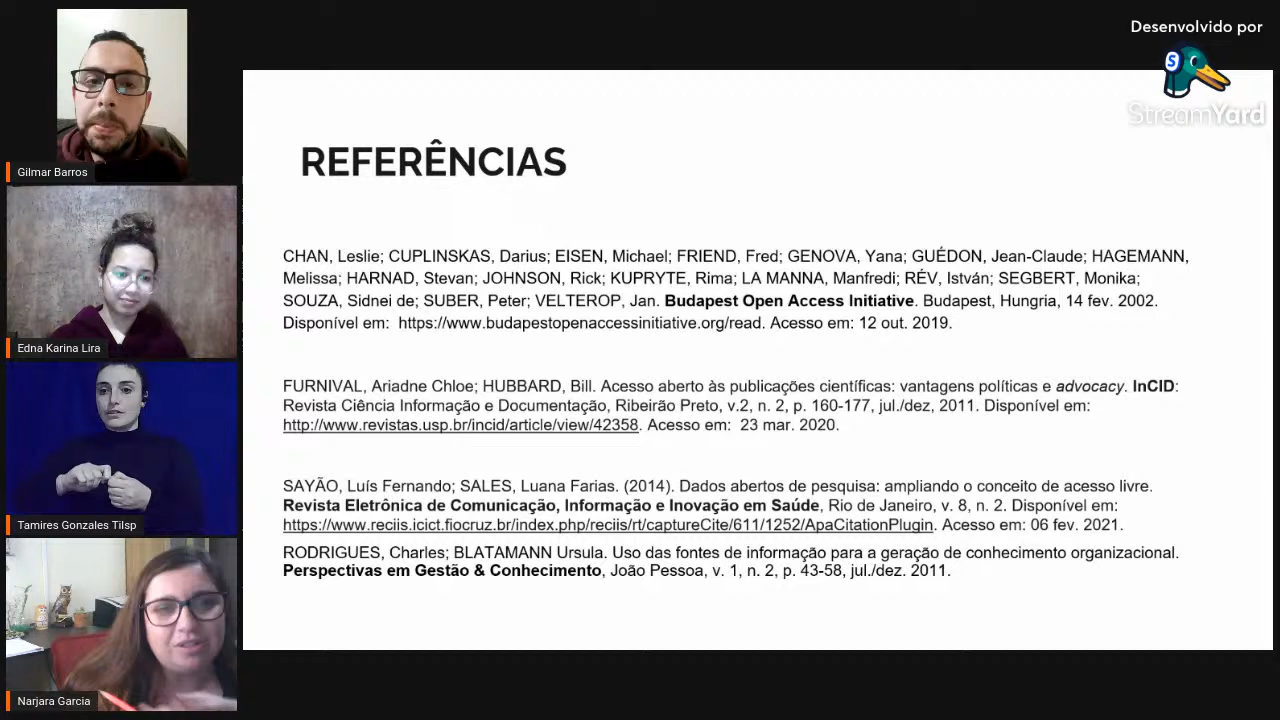 Desenvolvido por
StreamYard
Gilmar Barros
Edna Karina Lira
Tamires Gonzales Tilsp
Narjara Garcia
REFERÊNCIAS
CHAN, Leslie; CUPLINSKAS, Darius; EISEN, Michael; FRIEND, Fred; GENOVA, Yana; GUÉDON, Jean-Claude; HAGEMANN,
Melissa; HARNAD, Stevan; JOHNSON, Rick; KUPRYTE, Rima; LA MANNA, Manfredi; RÉV, István; SEGBERT, Monika;
SOUZA, Sidnei de; SUBER, Peter; VELTEROP, Jan. Budapest Open Access Initiative. Budapest, Hungria, 14 fev. 2002.
Disponível em: https://www.budapestopenaccessinitiative.org/read. Acesso em: 12 out. 2019.
FURNIVAL, Ariadne Chloe; HUBBARD, Bill. Acesso aberto às publicações científicas: vantagens políticas e advocacy. InCID:
Revista Ciência Informação e Documentação, Ribeirão Preto, v.2, n. 2, p. 160-177, jul./dez, 2011. Disponível em:
http://www.revistas.usp.br/incid/article/view/42358. Acesso em: 23 mar. 2020.
SAYÃO, Luís Fernando; SALES, Luana Farias. (2014). Dados abertos de pesquisa: ampliando o conceito de acesso livre.
Revista Eletrônica de Comunicação, Informação e Inovação em Saúde, Rio de Janeiro, v. 8, n. 2. Disponível em:
https://www.reciis.icict.fiocruz.br/index.php/reciis/rt/captureCite/611/1252/ApaCitationPlugin. Acesso em: 06 fev. 2021.
RODRIGUES, Charles; BLATAMANN Ursula. Uso das fontes de informação para a geração de conhecimento organizacional.
Perspectivas em Gestão & Conhecimento, João Pessoa, v. 1, n. 2, p. 43-58, jul./dez. 2011.